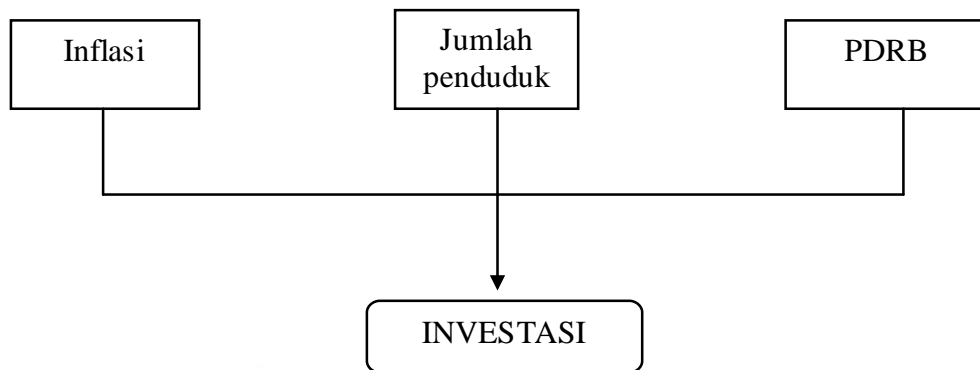 Inflasi
Jumlah
penduduk
PDRB
INVESTASI